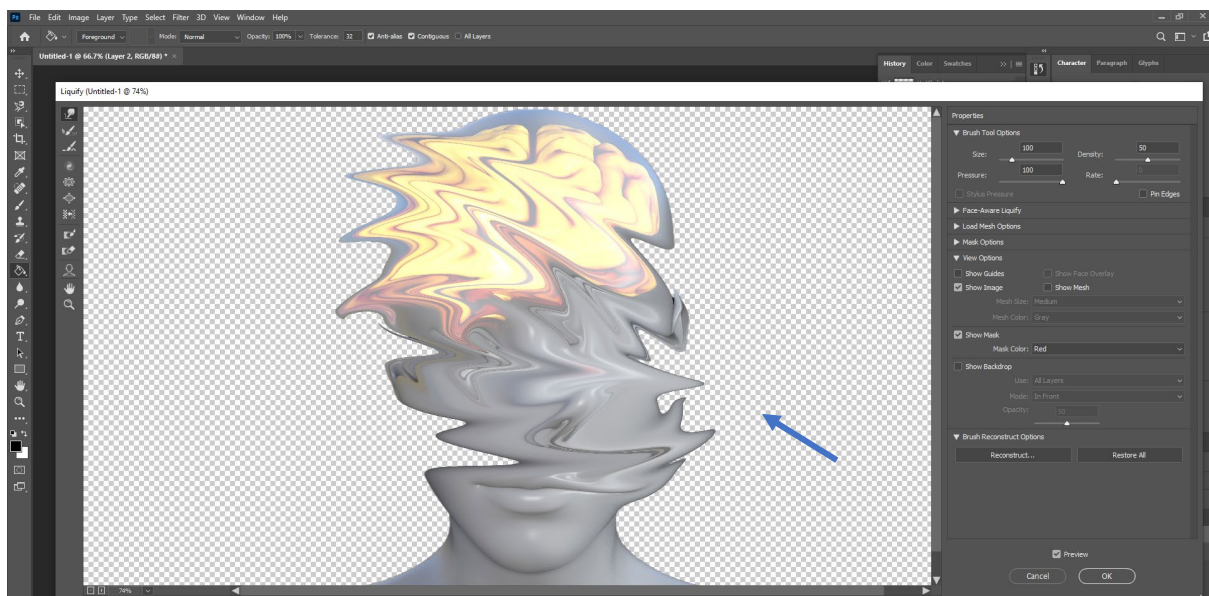 Ps File Edit Image Layer Type Select Filter 3D View Window Help
Foreground Mode: Normal Opacity: 100% Tolerance: 32 Anti-alias Contiguous All Layers
Untitled-1 @ 66.7% (Layer 2, RGB/8#) * ×
History Color Swatches
Character Paragraph Glyphs
Liquify (Untitled-1 @ 74%)
Properties
Brush Tool Options
Size: 100 Density: 50
Pressure: 100 Rate: 0
Stylus Pressure Pin Edges
Face-Aware Liquify
Load Mesh Options
Mask Options
View Options
Show Guides Show Face Overlay
Show Image Show Mesh
Mesh Size: Medium
Mesh Color: Gray
Show Mask
Mask Color: Red
Show Backdrop
Use: All Layers
Mode: In Front
Opacity: 50
Brush Reconstruct Options
Reconstruct... Restore All
Preview
Cancel OK
74%